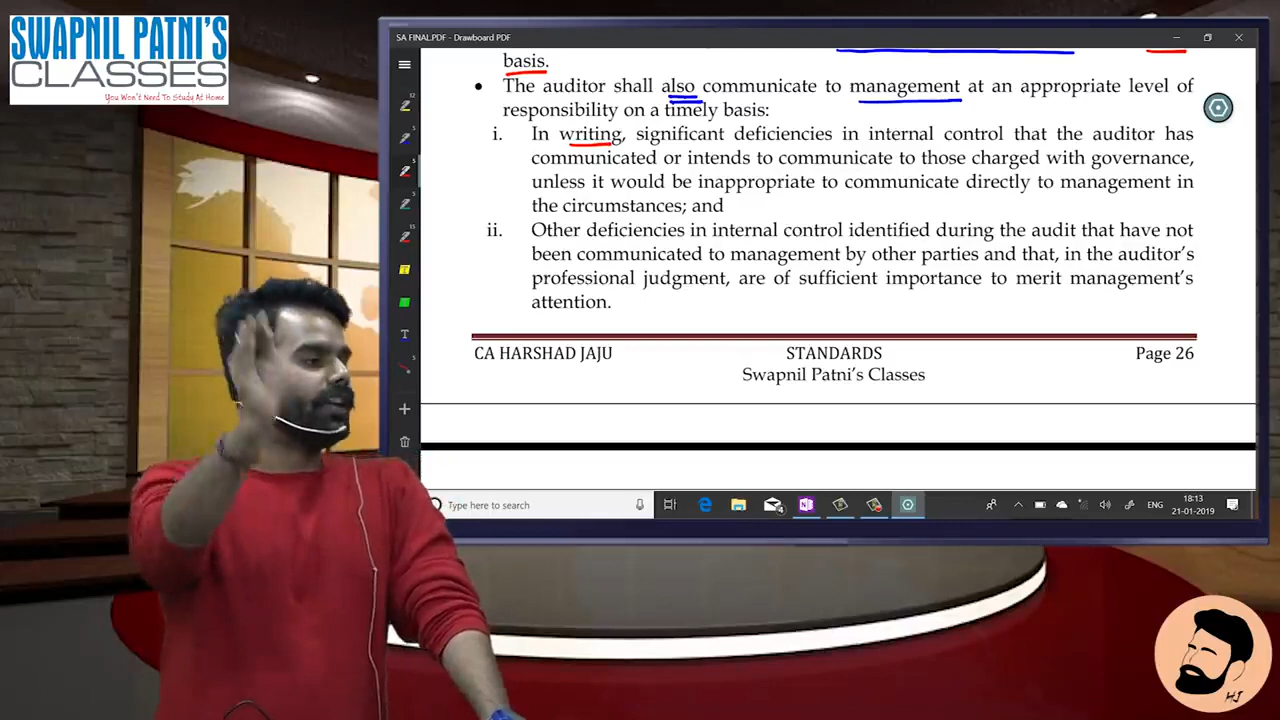 SWAPNIL PATNI'S
CLASSES
You Won't Need To Study At Home
SA FINAL.PDF - Drawboard PDF
basis.
• The auditor shall also communicate to management at an appropriate level of
responsibility on a timely basis:
i. In writing, significant deficiencies in internal control that the auditor has
communicated or intends to communicate to those charged with governance,
unless it would be inappropriate to communicate directly to management in
the circumstances; and
ii. Other deficiencies in internal control identified during the audit that have not
been communicated to management by other parties and that, in the auditor's
professional judgment, are of sufficient importance to merit management's
attention.
CA HARSHAD JAJU STANDARDS Page 26
Swapnil Patni's Classes
Type here to search
4
ENG
18:13
21-01-2019
HJ